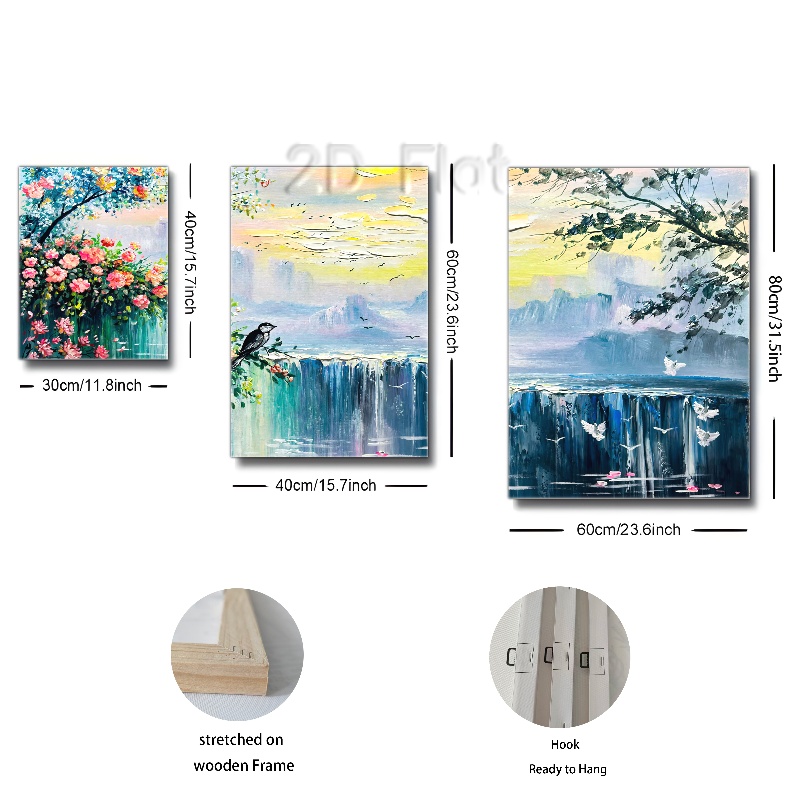 2D Flat
40cm/15.7inch
60cm/23.6inch
80cm/31.5inch
30cm/11.8inch
40cm/15.7inch
60cm/23.6inch
stretched on
wooden Frame
Hook
Ready to Hang